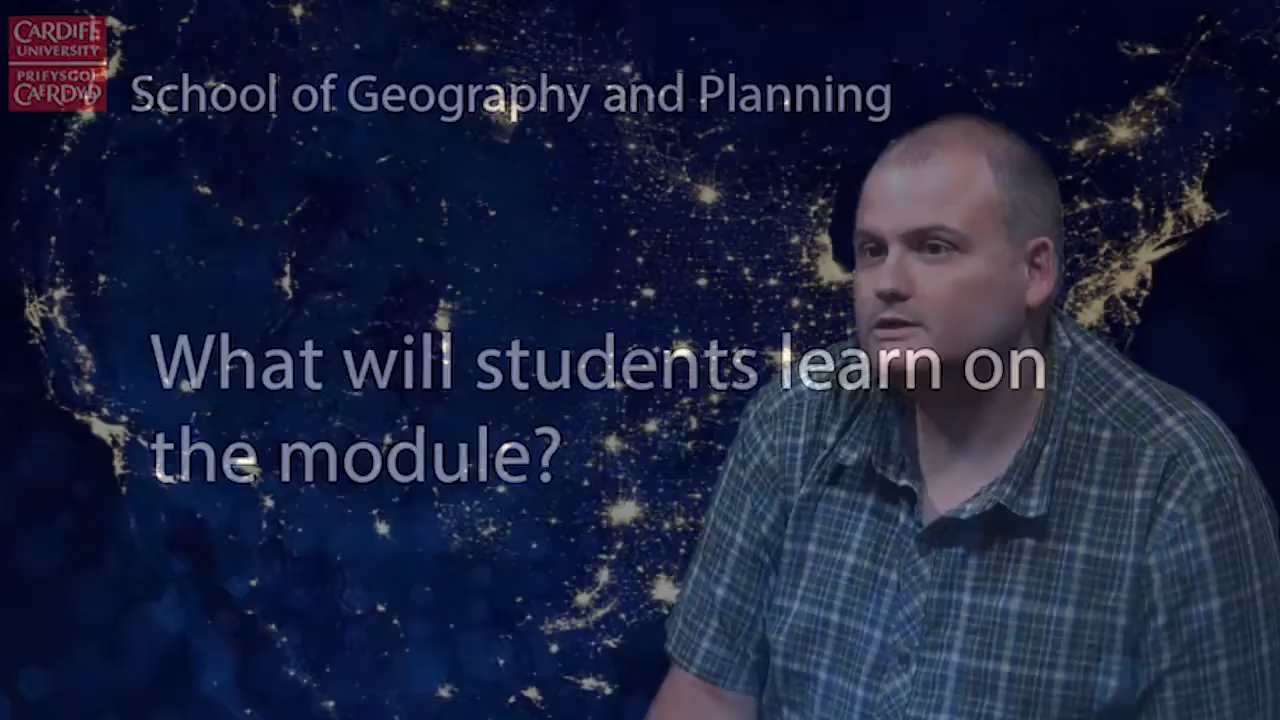 CARDIFF
UNIVERSITY
PRIFYSGOL
CAERDYDD
School of Geography and Planning
What will students learn on
the module?